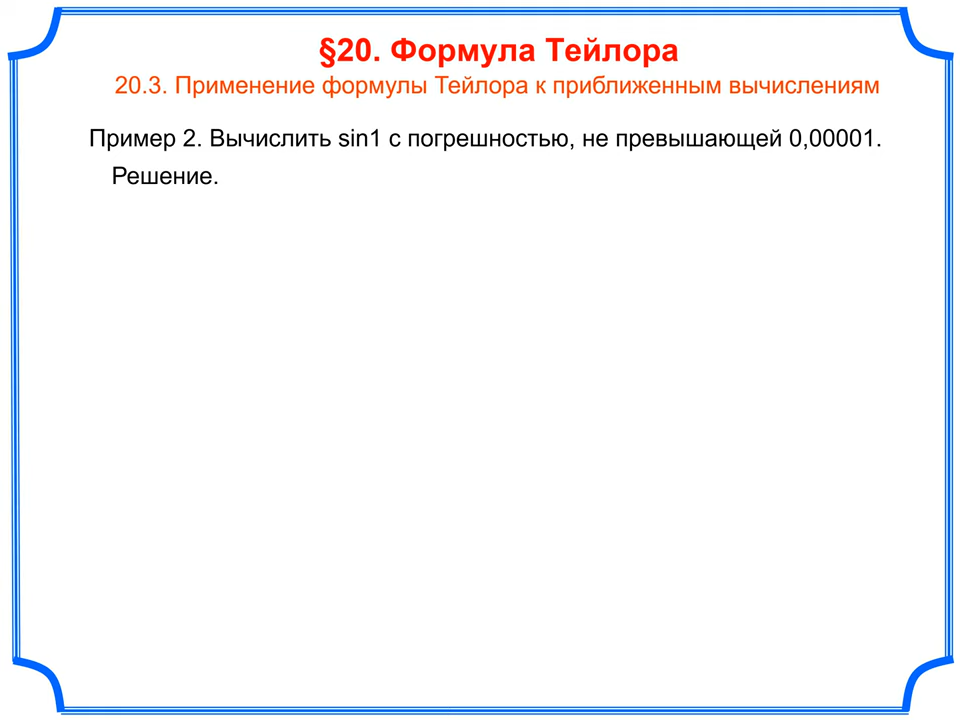 §20. Формула Тейлора
20.3. Применение формулы Тейлора к приближенным вычислениям
Пример 2. Вычислить sin1 с погрешностью, не превышающей 0,00001.
Решение.